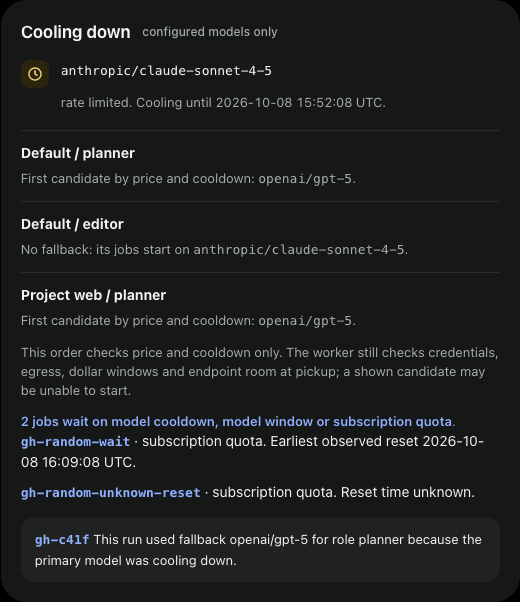 Cooling down configured models only
anthropic/claude-sonnet-4-5
rate limited. Cooling until 2026-10-08 15:52:08 UTC.
Default / planner
First candidate by price and cooldown: openai/gpt-5.
Default / editor
No fallback: its jobs start on anthropic/claude-sonnet-4-5.
Project web / planner
First candidate by price and cooldown: openai/gpt-5.
This order checks price and cooldown only. The worker still checks credentials,
egress, dollar windows and endpoint room at pickup; a shown candidate may
be unable to start.
2 jobs wait on model cooldown, model window or subscription quota.
gh-random-wait · subscription quota. Earliest observed reset 2026-10-
08 16:09:08 UTC.
gh-random-unknown-reset · subscription quota. Reset time unknown.
gh-c41f This run used fallback openai/gpt-5 for role planner because the
primary model was cooling down.